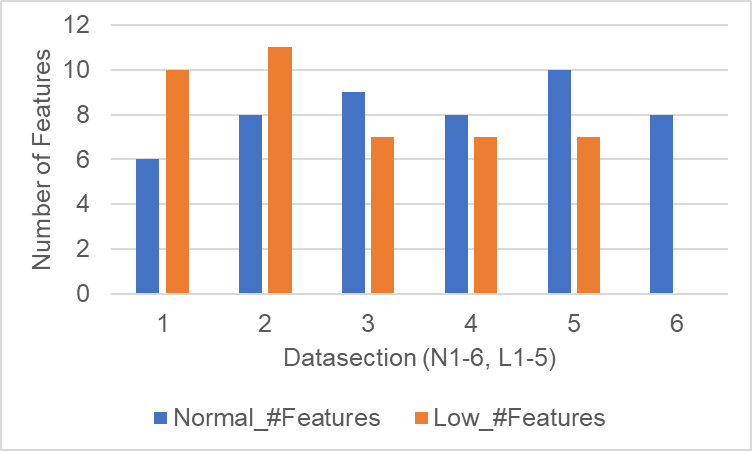 12
10
8
6
4
2
0
Number of Features
1 2 3 4 5 6
Datasection (N1-6, L1-5)
Normal_#Features Low_#Features